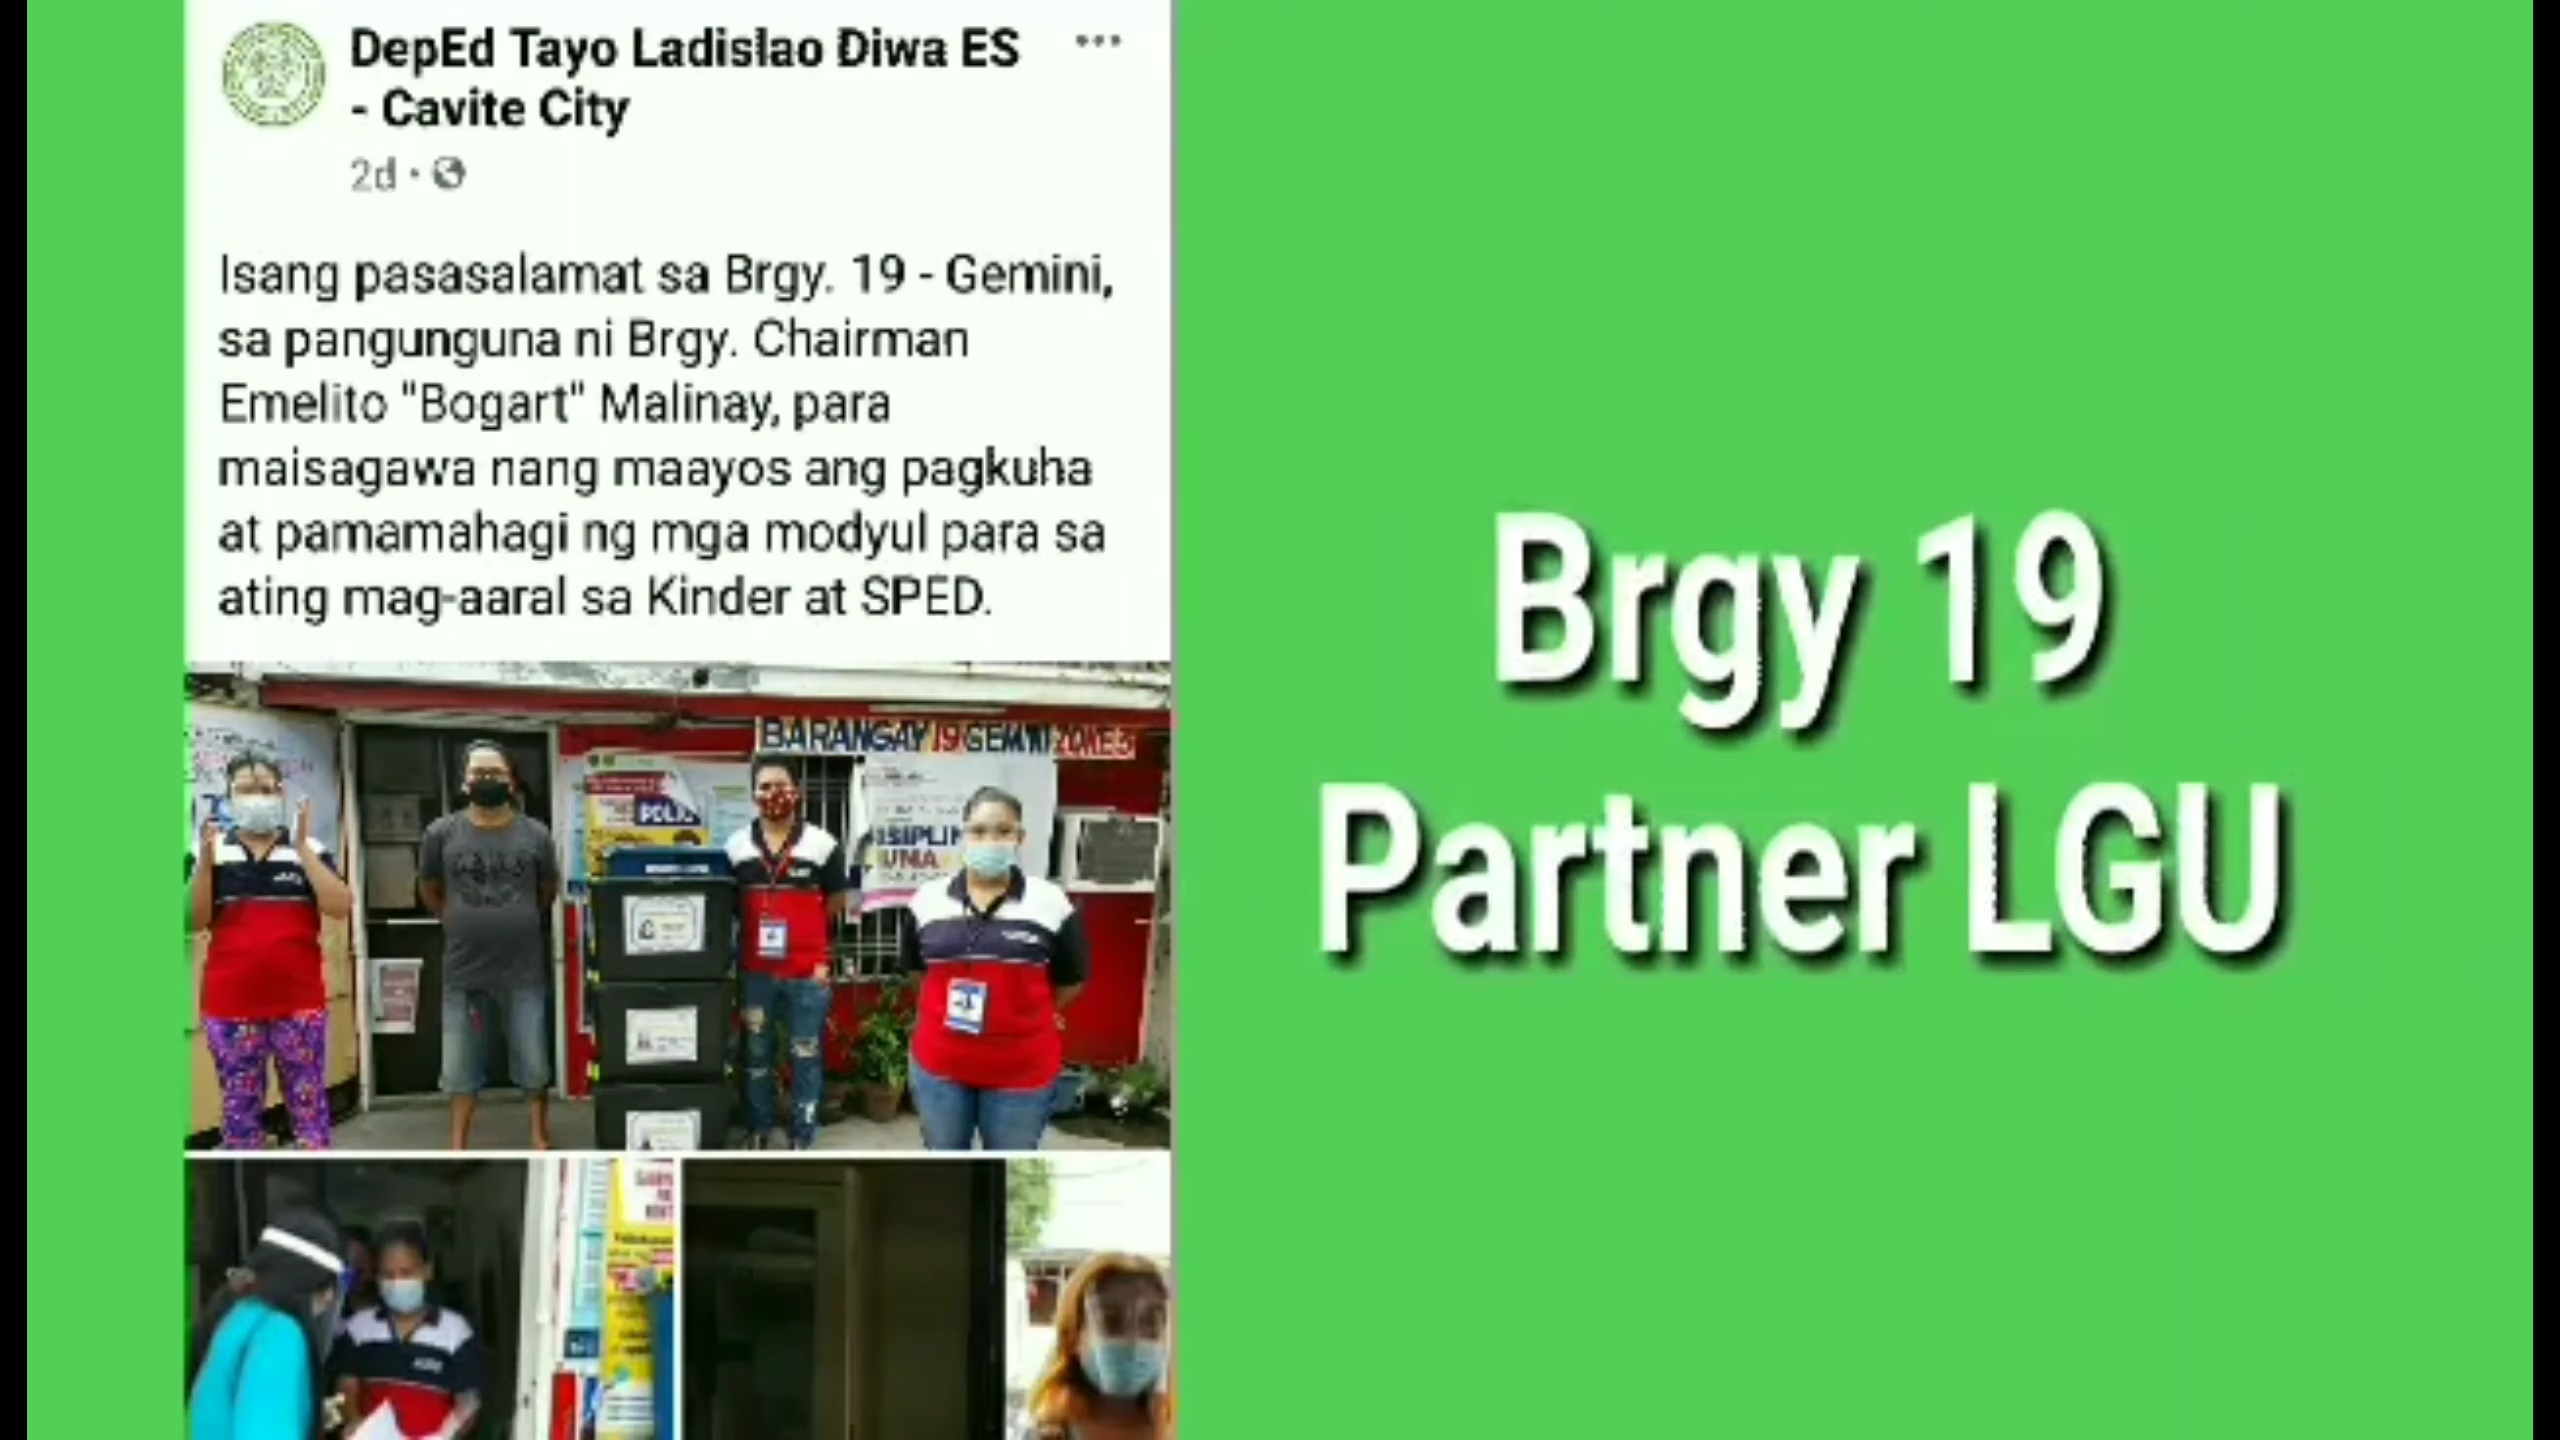 DepEd Tayo Ladislao Diwa ES
- Cavite City
2d
Isang pasasalamat sa Brgy. 19 - Gemini,
sa pangunguna ni Brgy. Chairman
Emelito "Bogart" Malinay, para
maisagawa nang maayos ang pagkuha
at pamamahagi ng mga modyul para sa
ating mag-aaral sa Kinder at SPED.
BARANGAY 19 GEMINI ZONE 5
Brgy 19
Partner LGU